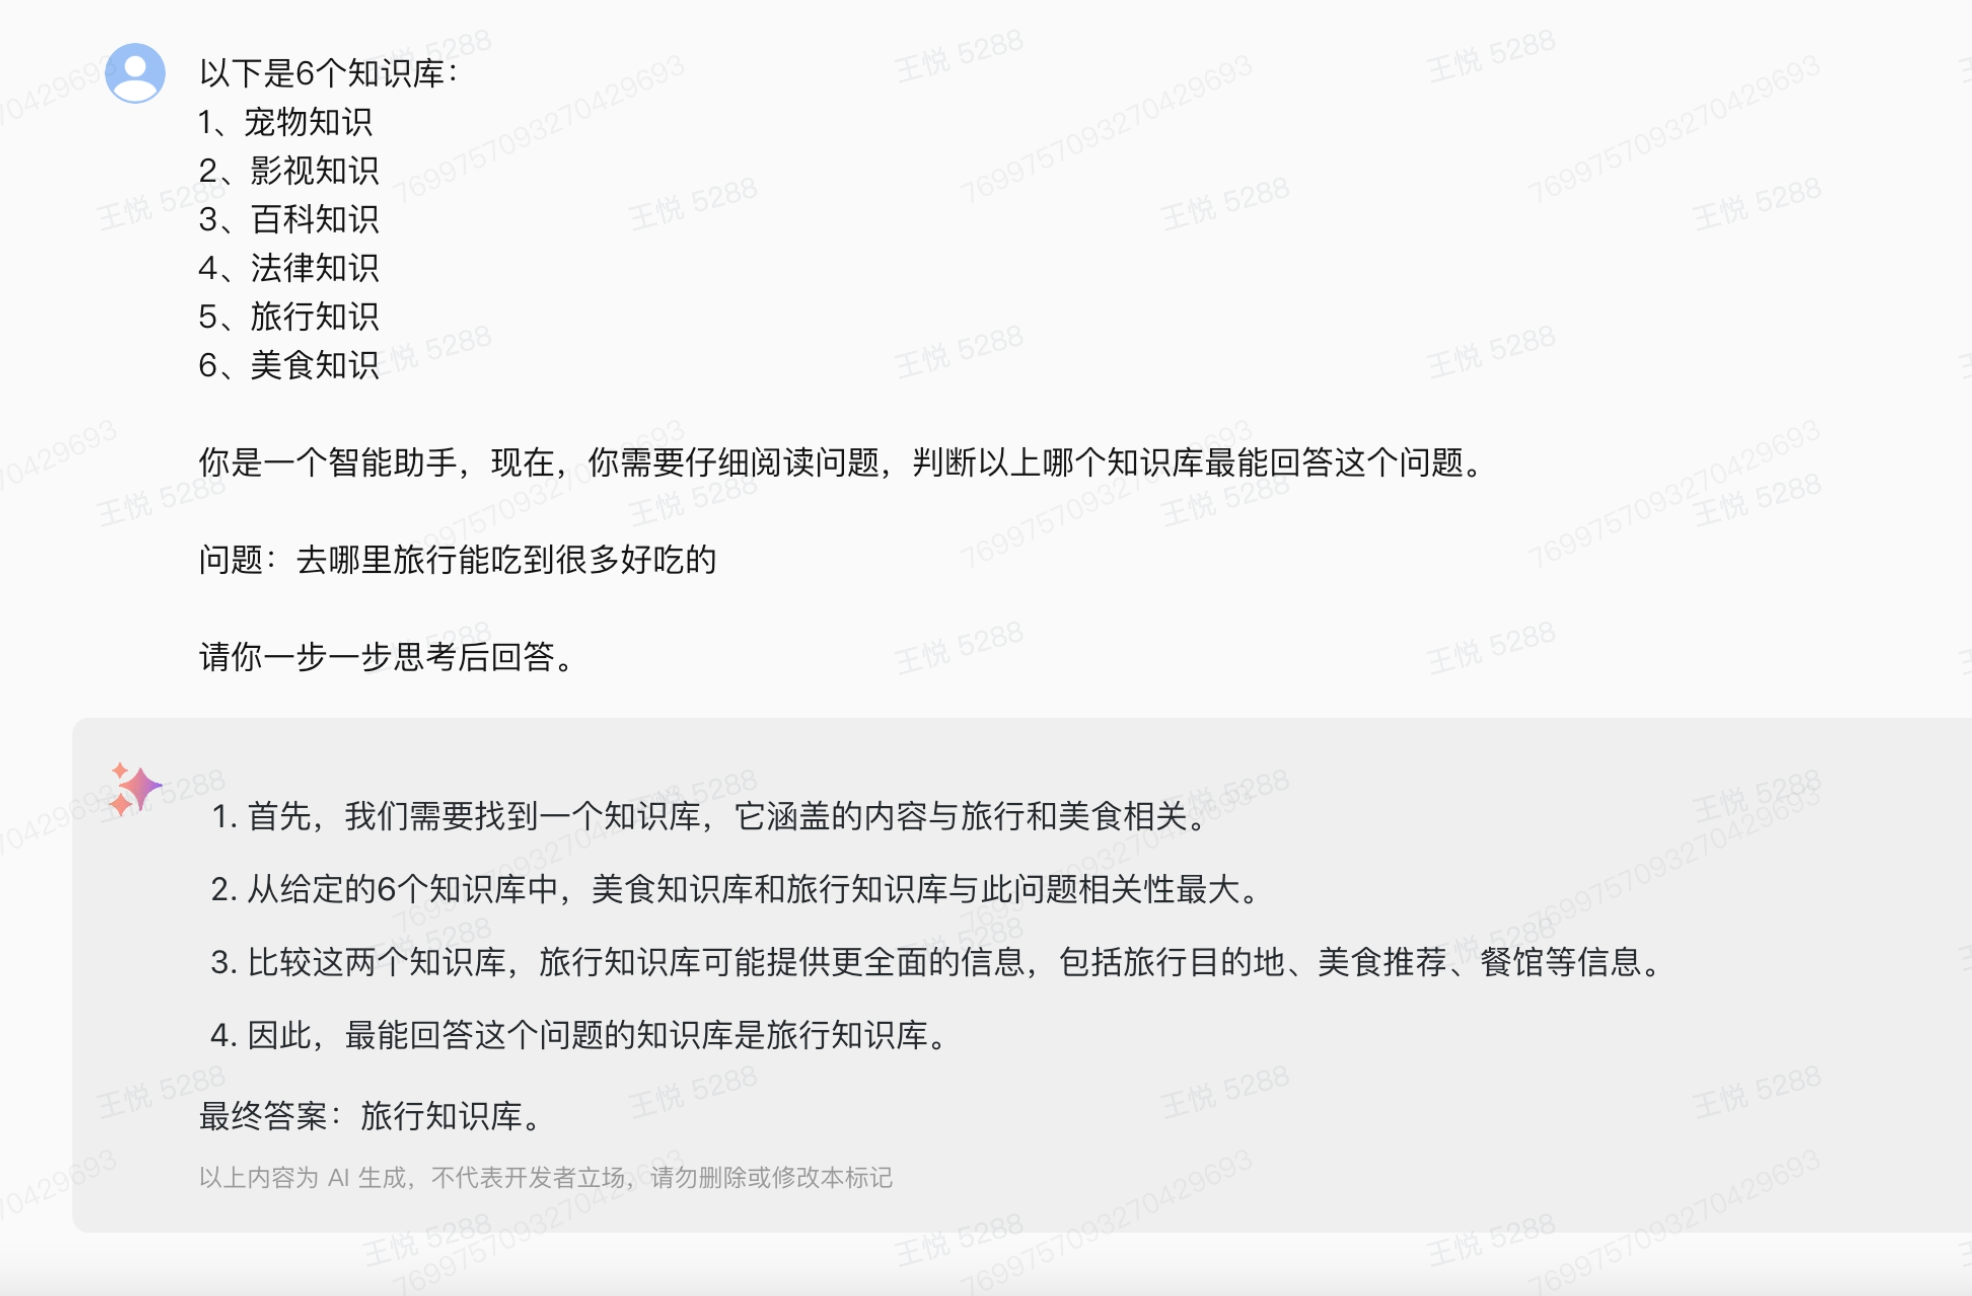 以下是6个知识库：
1、宠物知识
2、影视知识
3、百科知识
4、法律知识
5、旅行知识
6、美食知识
你是一个智能助手，现在，你需要仔细阅读问题，判断以上哪个知识库最能回答这个问题。
问题：去哪里旅行能吃到很多好吃的
请你一步一步思考后回答。
1. 首先，我们需要找到一个知识库，它涵盖的内容与旅行和美食相关。
2. 从给定的6个知识库中，美食知识库和旅行知识库与此问题相关性最大。
3. 比较这两个知识库，旅行知识库可能提供更全面的信息，包括旅行目的地、美食推荐、餐馆等信息。
4. 因此，最能回答这个问题的知识库是旅行知识库。
最终答案：旅行知识库。
以上内容为 AI 生成，不代表开发者立场，请勿删除或修改本标记
王悦 5288
7699757093270429693